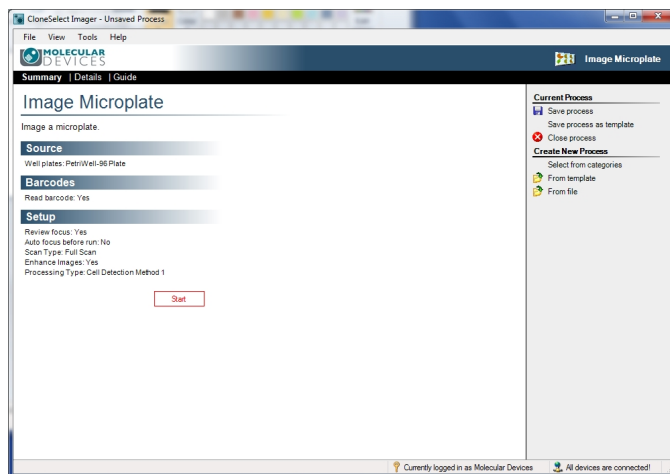 CloneSelect Imager - Unsaved Process
File View Tools Help
MOLECULAR
DEVICES
Image Microplate
Summary | Details | Guide
Image Microplate
Image a microplate.
Source
Well plates: PetriWell-96 Plate
Barcodes
Read barcode: Yes
Setup
Review focus: Yes
Auto focus before run: No
Scan Type: Full Scan
Enhance Images: Yes
Processing Type: Cell Detection Method 1
Start
Current Process
Save process
Save process as template
Close process
Create New Process
Select from categories
From template
From file
Currently logged in as Molecular Devices
All devices are connected!